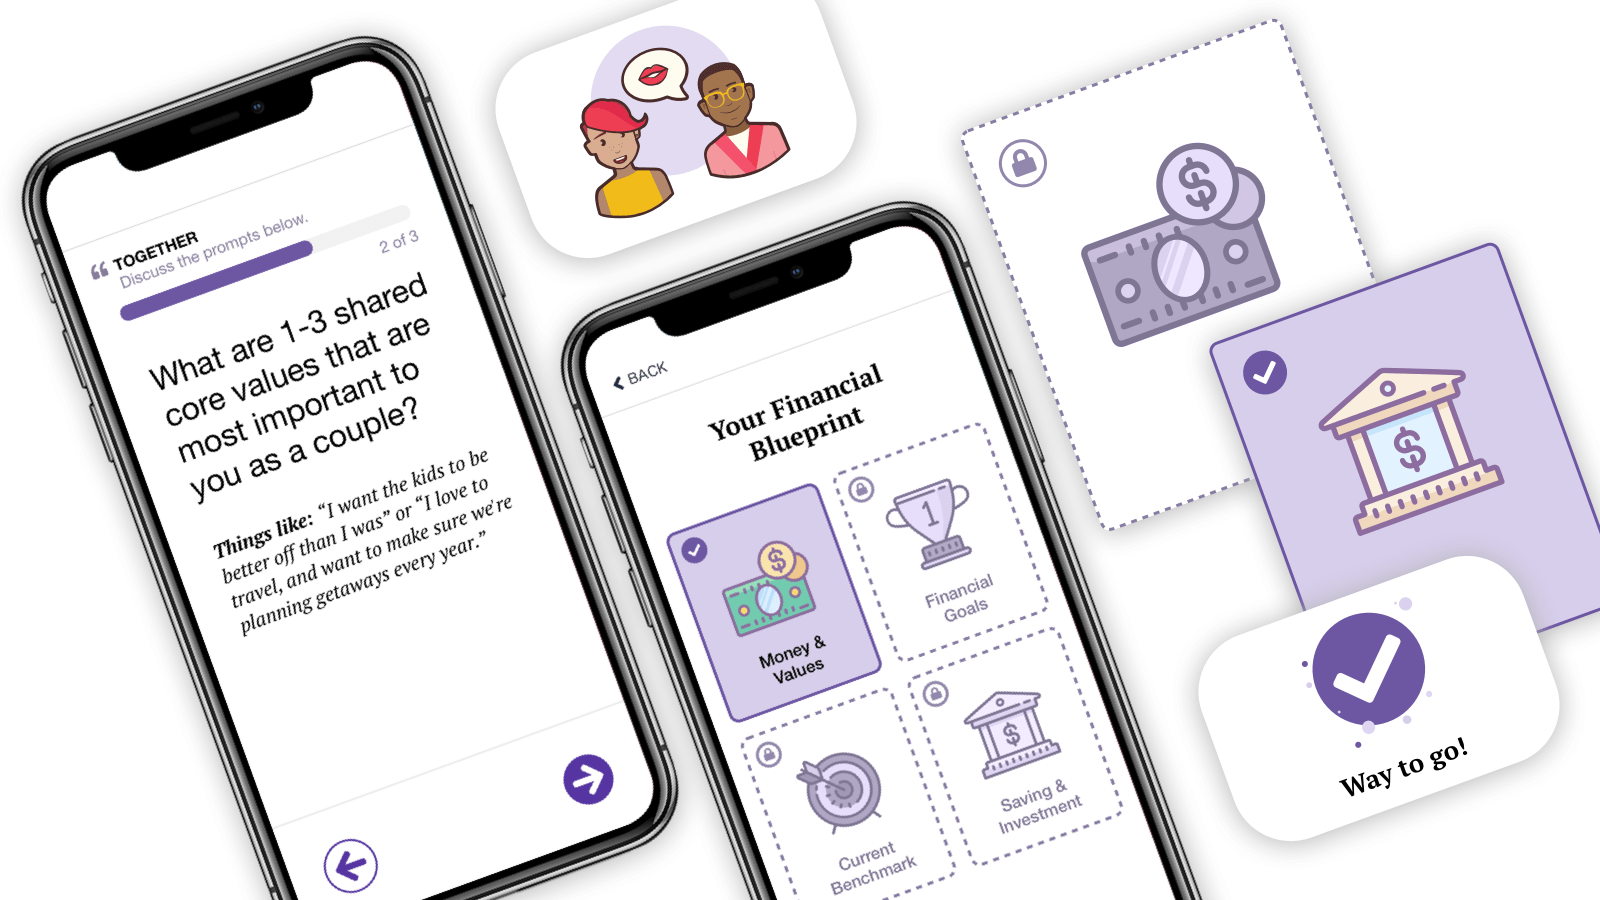 TOGETHER
Discuss the prompts below.
2 of 3
What are 1-3 shared
core values that are
most important to
you as a couple?
Things like: “I want the kids to be
better off than I was” or “I love to
travel, and want to make sure we're
planning getaways every year.”
BACK
Your Financial
Blueprint
Money &
Values
1
Financial
Goals
Current
Benchmark
$
Saving &
Investment
$
$
$
Way to go!